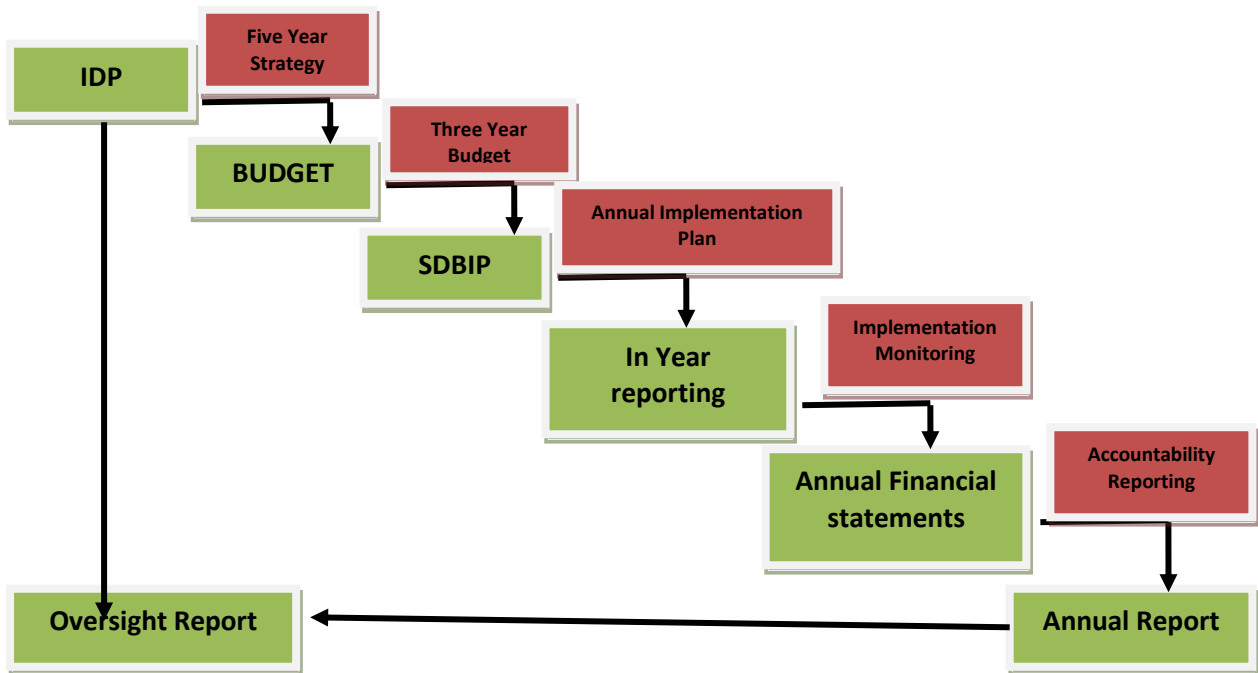 IDP
Five Year
Strategy
BUDGET
Three Year
Budget
SDBIP
Annual Implementation
Plan
In Year
reporting
Implementation
Monitoring
Annual Financial
statements
Accountability
Reporting
Oversight Report
Annual Report